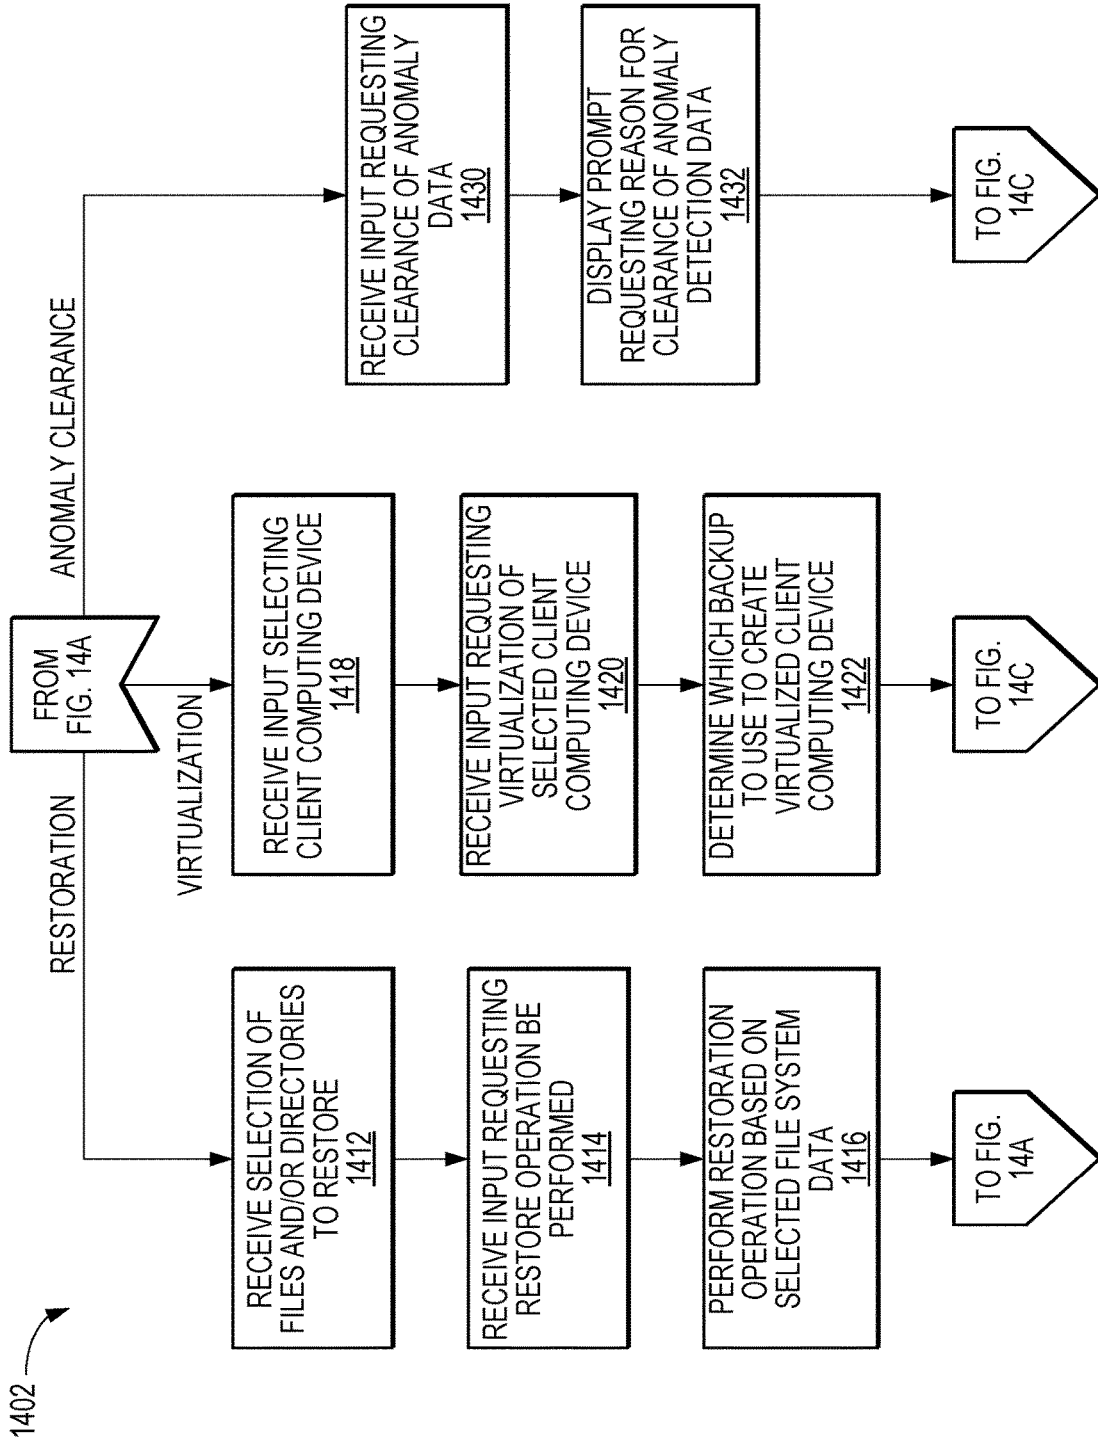 1402
FROM
FIG. 14A
RESTORATION
VIRTUALIZATION
ANOMALY CLEARANCE
RECEIVE SELECTION OF
FILES AND/OR DIRECTORIES
TO RESTORE
1412
RECEIVE INPUT REQUESTING
RESTORE OPERATION BE
PERFORMED
1414
PERFORM RESTORATION
OPERATION BASED ON
SELECTED FILE SYSTEM
DATA
1416
TO FIG.
14A
RECEIVE INPUT SELECTING
CLIENT COMPUTING DEVICE
1418
RECEIVE INPUT REQUESTING
VIRTUALIZATION OF
SELECTED CLIENT
COMPUTING DEVICE
1420
DETERMINE WHICH BACKUP
TO USE TO CREATE
VIRTUALIZED CLIENT
COMPUTING DEVICE
1422
TO FIG.
14C
RECEIVE INPUT REQUESTING
CLEARANCE OF ANOMALY
DATA
1430
DISPLAY PROMPT
REQUESTING REASON FOR
CLEARANCE OF ANOMALY
DETECTION DATA
1432
TO FIG.
14C